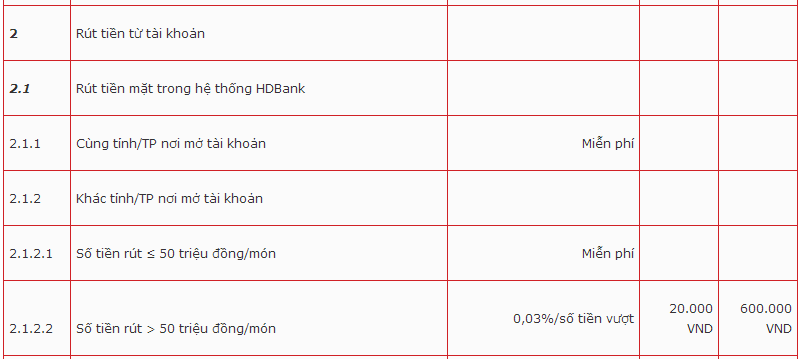 2 Rút tiền từ tài khoản
2.1 Rút tiền mặt trong hệ thống HDBank
2.1.1 Cùng tỉnh/TP nơi mở tài khoản Miễn phí
2.1.2 Khác tỉnh/TP nơi mở tài khoản
2.1.2.1 Số tiền rút ≤ 50 triệu đồng/món Miễn phí
2.1.2.2 Số tiền rút > 50 triệu đồng/món 0,03%/số tiền vượt 20.000 VND 600.000 VND